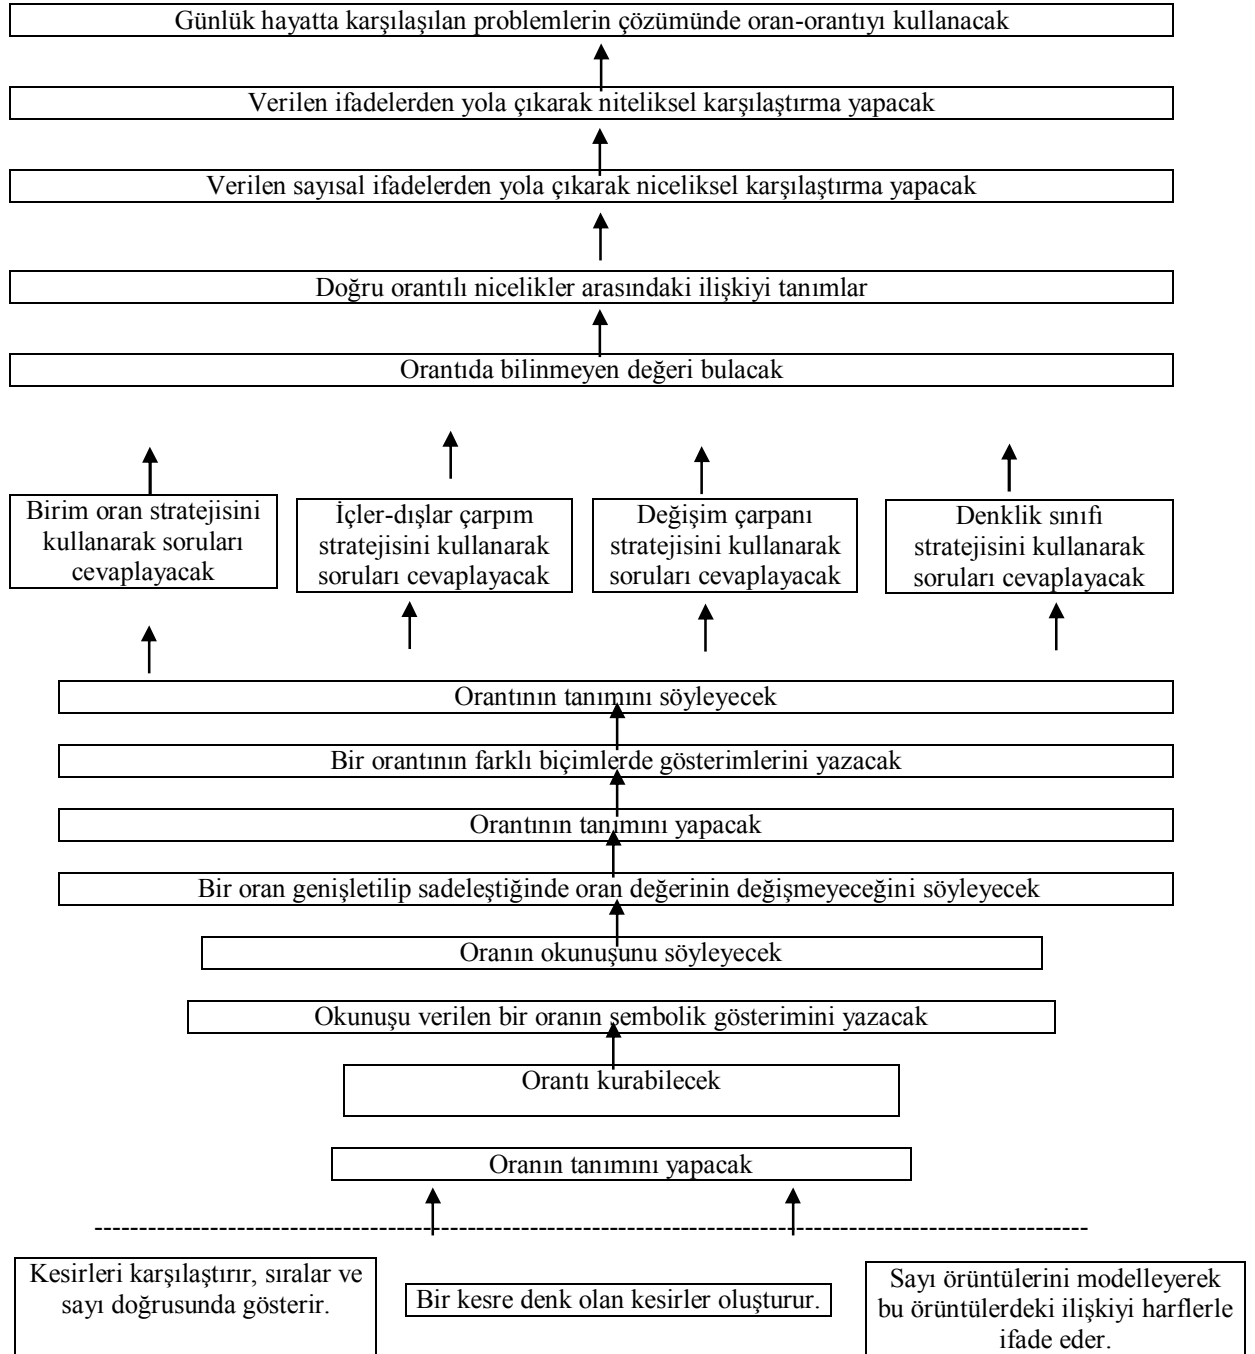 Günlük hayatta karşılaşılan problemlerin çözümünde oran-orantıyı kullanacak
Verilen ifadelerden yola çıkarak niteliksel karşılaştırma yapacak
Verilen sayısal ifadelerden yola çıkarak niceliksel karşılaştırma yapacak
Doğru orantılı nicelikler arasındaki ilişkiyi tanımlar
Orantıda bilinmeyen değeri bulacak
Birim oran stratejisini
kullanarak soruları
cevaplayacak
İçler-dışlar çarpım
stratejisini kullanarak
soruları cevaplayacak
Değişim çarpanı
stratejisini kullanarak
soruları cevaplayacak
Denklik sınıfı
stratejisini kullanarak
soruları cevaplayacak
Orantının tanımını söyleyecek
Bir orantının farklı biçimlerde gösterimlerini yazacak
Orantının tanımını yapacak
Bir oran genişletilip sadeleştiğinde oran değerinin değişmeyeceğini söyleyecek
Oranın okunuşunu söyleyecek
Okunuşu verilen bir oranın sembolik gösterimini yazacak
Orantı kurabilecek
Oranın tanımını yapacak
Kesirleri karşılaştırır, sıralar ve
sayı doğrusunda gösterir.
Bir kesre denk olan kesirler oluşturur.
Sayı örüntülerini modelleyerek
bu örüntülerdeki ilişkiyi harflerle
ifade eder.